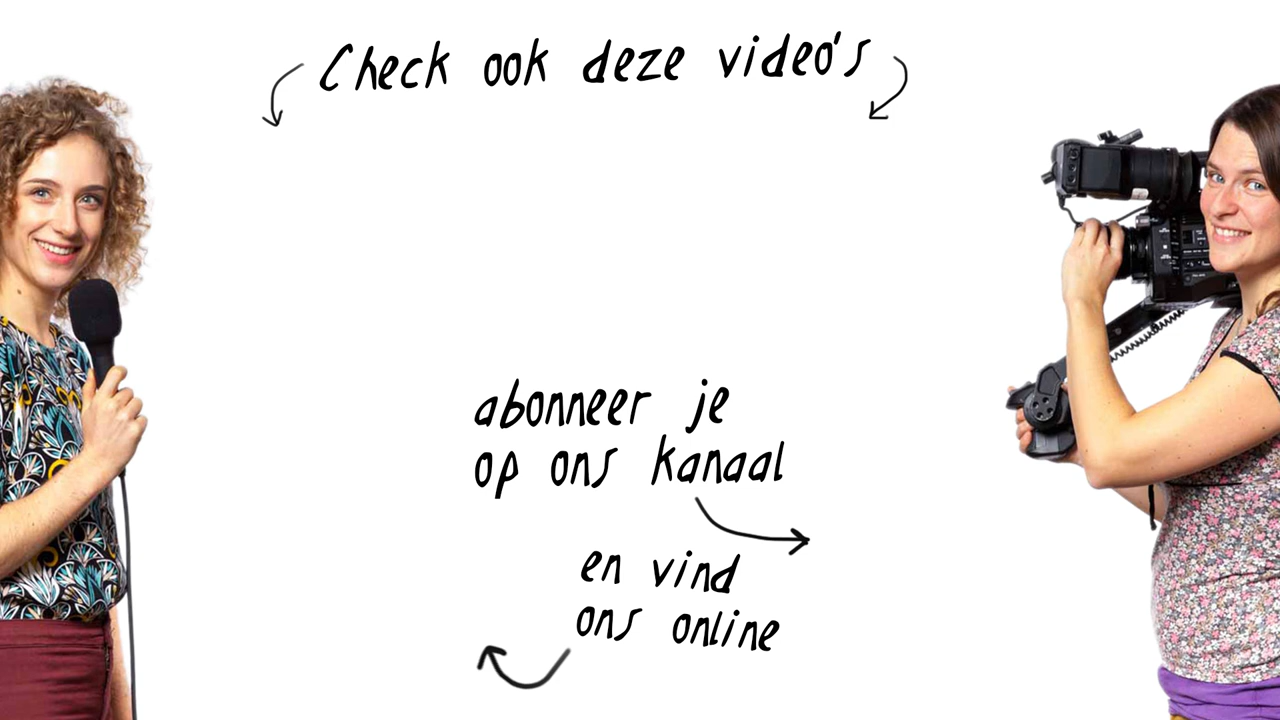 Check ook deze video's
abonneer je
op ons kanaal
en vind
ons online